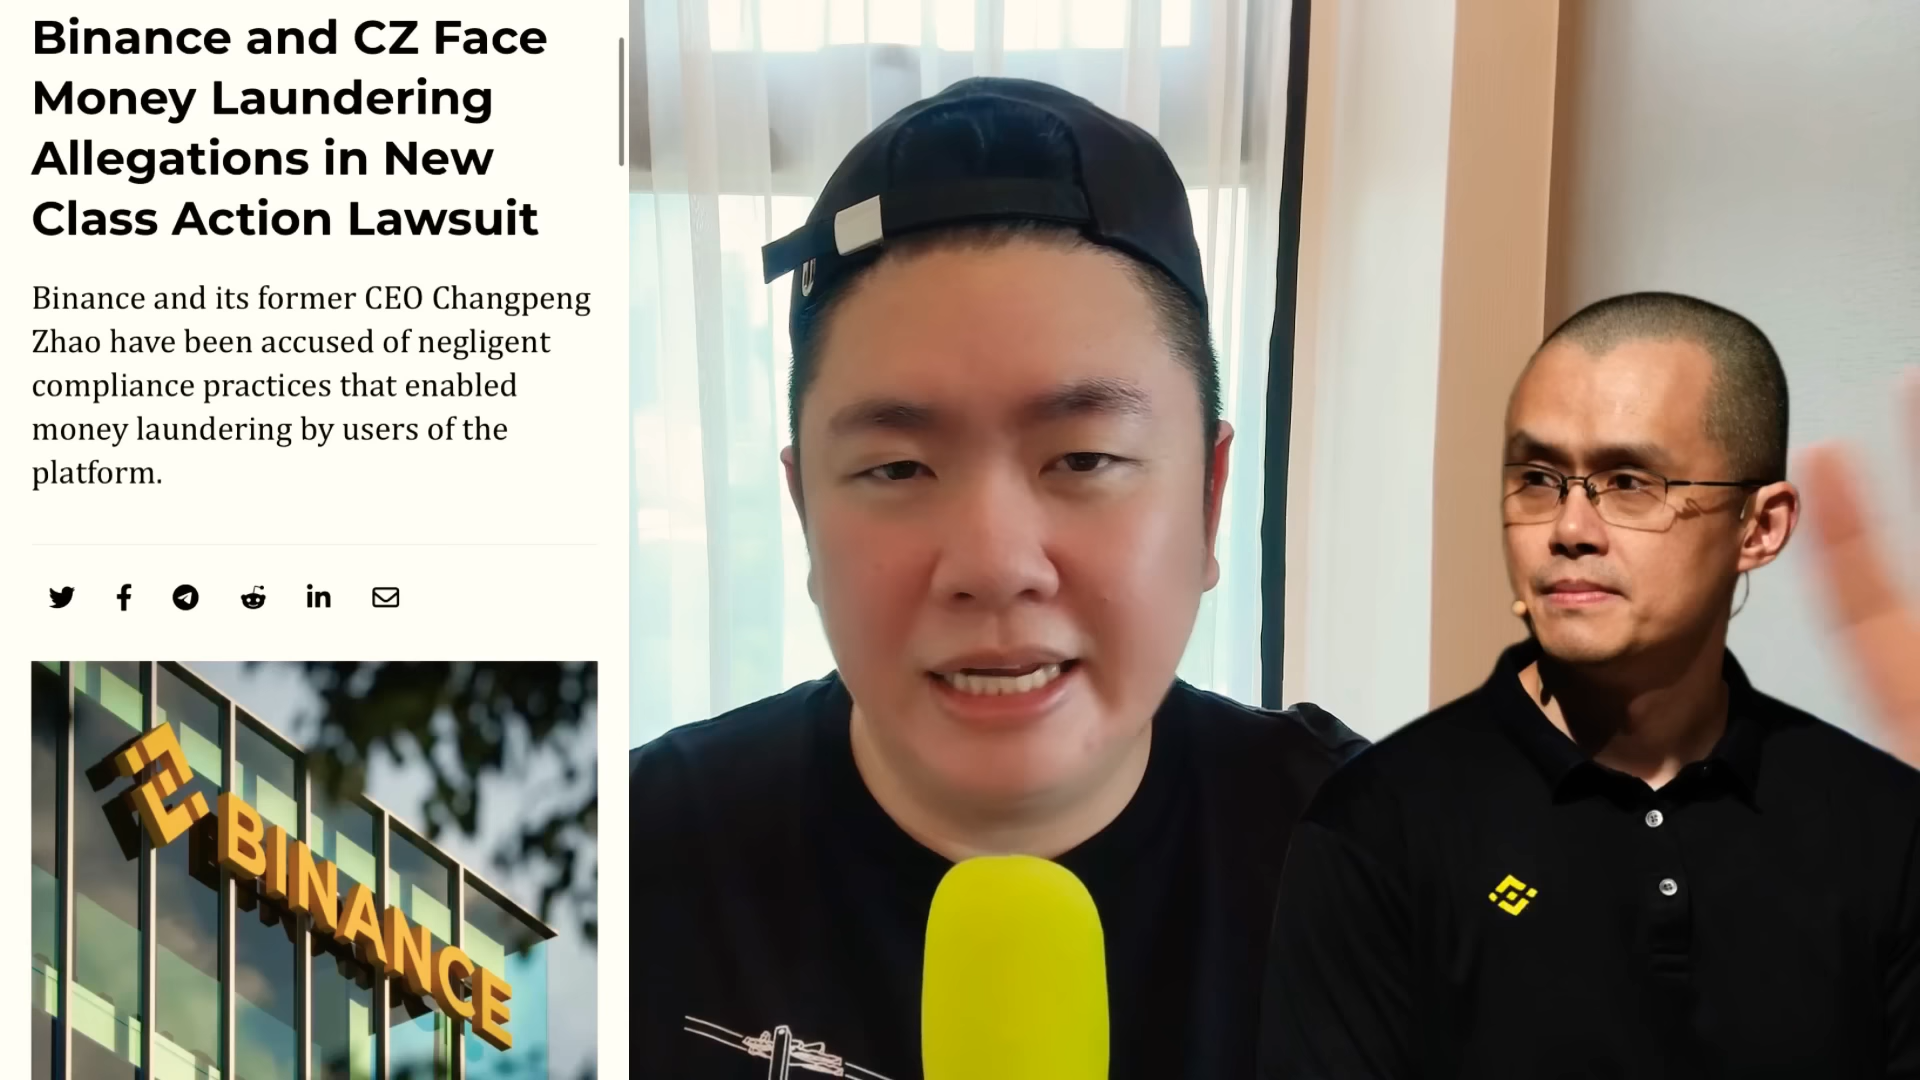 Binance and CZ Face
Money Laundering
Allegations in New
Class Action Lawsuit
Binance and its former CEO Changpeng
Zhao have been accused of negligent
compliance practices that enabled
money laundering by users of the
platform.
BINANCE